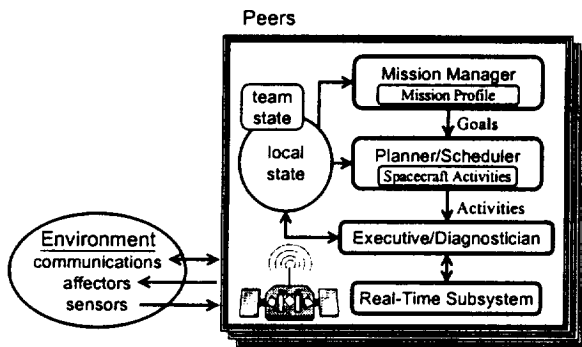 Peers
Mission Manager
Mission Profile
team
state
Goals
local
state
Planner/Scheduler
Spacecraft Activities
Activities
Executive/Diagnostician
Environment
communications
affectors
sensors
Real-Time Subsystem